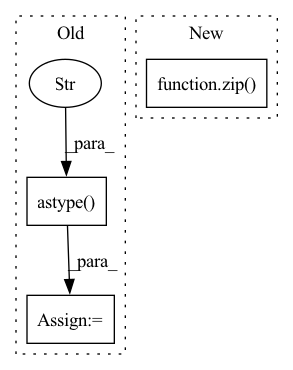 Old
New
Str
function.zip()
_para_
astype()
_para_
Assign:=